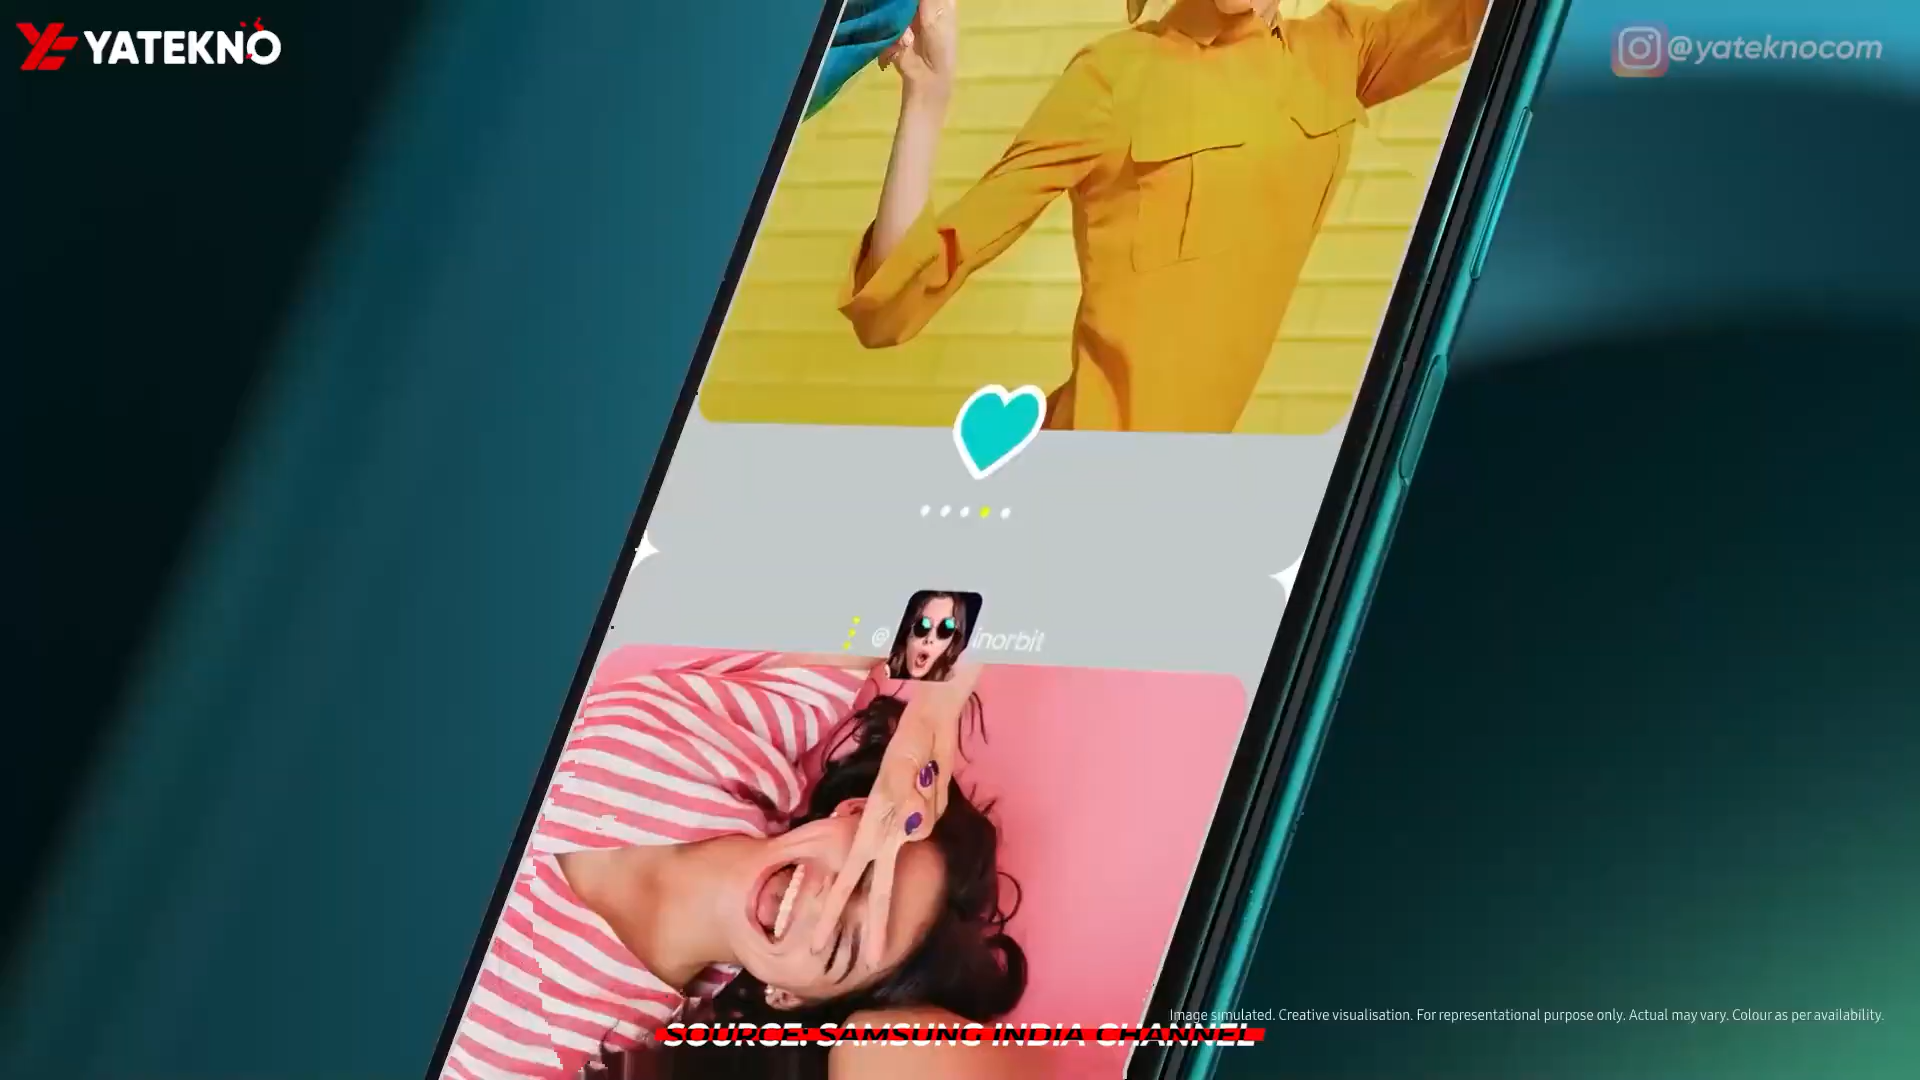 YATEKNO
@yateknocom
@ inorbit
Image simulated. Creative visualisation. For representational purpose only. Actual may vary. Colour as per availability.
SOURCE: SAMSUNG INDIA CHANNEL